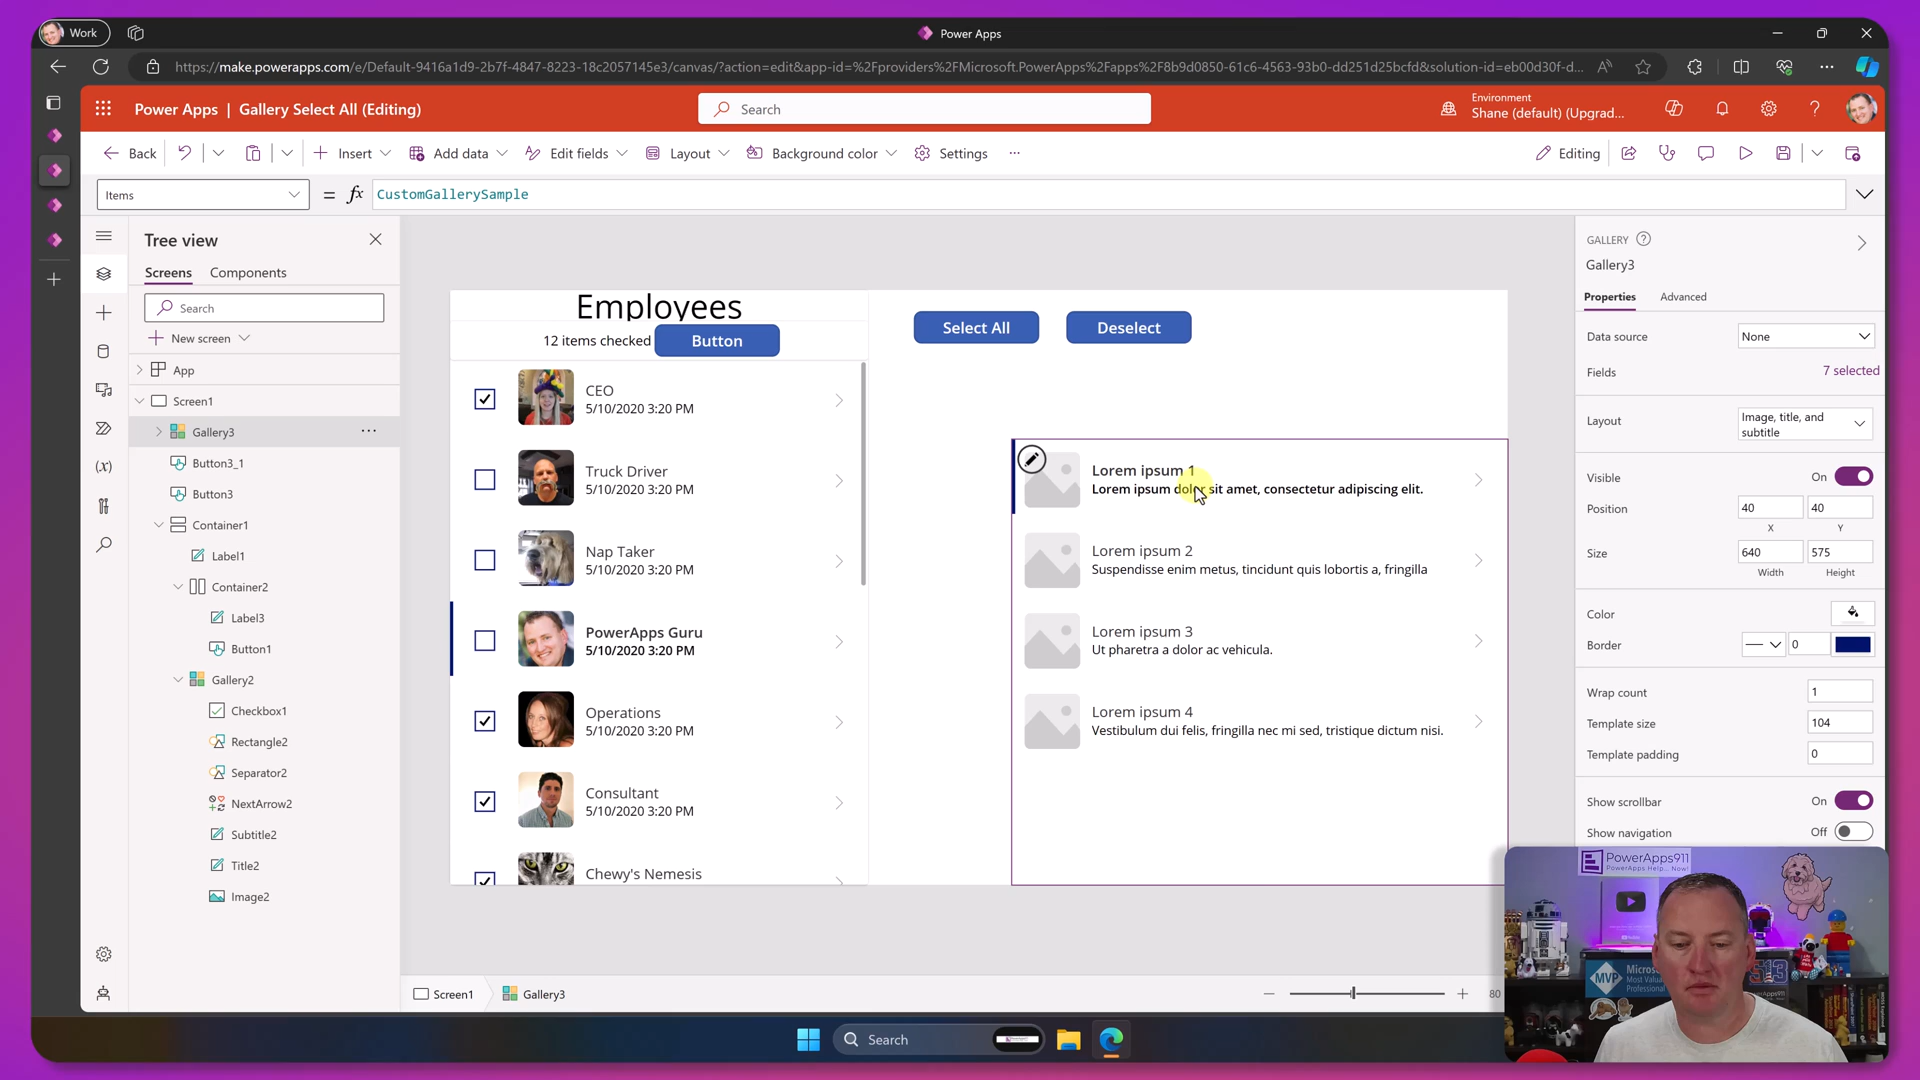 Work
Power Apps
https://make.powerapps.com/e/Default-9416a1d9-2b7f-4847-8223-18c2057145e3/canvas/?action=edit&app-id=%2Fproviders%2FMicrosoft.PowerApps%2Fapps%2F8b9d0850-61c6-4563-93b0-dd251d25bcfd&solution-id=eb00d30f-d...
Power Apps | Gallery Select All (Editing)
Search
Environment
Shane (default) (Upgrad...
Back
Insert
Add data
Edit fields
Layout
Background color
Settings
Editing
Items
= fx CustomGallerySample
Tree view
Screens
Components
Search
New screen
App
Screen1
Gallery3
Button3_1
Button3
Container1
Label1
Container2
Label3
Button1
Gallery2
Checkbox1
Rectangle2
Separator2
NextArrow2
Subtitle2
Title2
Image2
Employees
12 items checked
Button
CEO
5/10/2020 3:20 PM
Truck Driver
5/10/2020 3:20 PM
Nap Taker
5/10/2020 3:20 PM
PowerApps Guru
5/10/2020 3:20 PM
Operations
5/10/2020 3:20 PM
Consultant
5/10/2020 3:20 PM
Chewy's Nemesis
Select All
Deselect
Lorem ipsum 1
Lorem ipsum dolor sit amet, consectetur adipiscing elit.
Lorem ipsum 2
Suspendisse enim metus, tincidunt quis lobortis a, fringilla
Lorem ipsum 3
Ut pharetra a dolor ac vehicula.
Lorem ipsum 4
Vestibulum dui felis, fringilla nec mi sed, tristique dictum nisi.
GALLERY
Gallery3
Properties
Advanced
Data source
None
Fields
7 selected
Layout
Image, title, and
subtitle
Visible
On
Position
40
40
X
Y
Size
640
575
Width
Height
Color
Border
0
Wrap count
1
Template size
104
Template padding
0
Show scrollbar
On
Show navigation
Off
Screen1
Gallery3
80
PowerApps911
PowerApps Help... Now!
MVP
Search